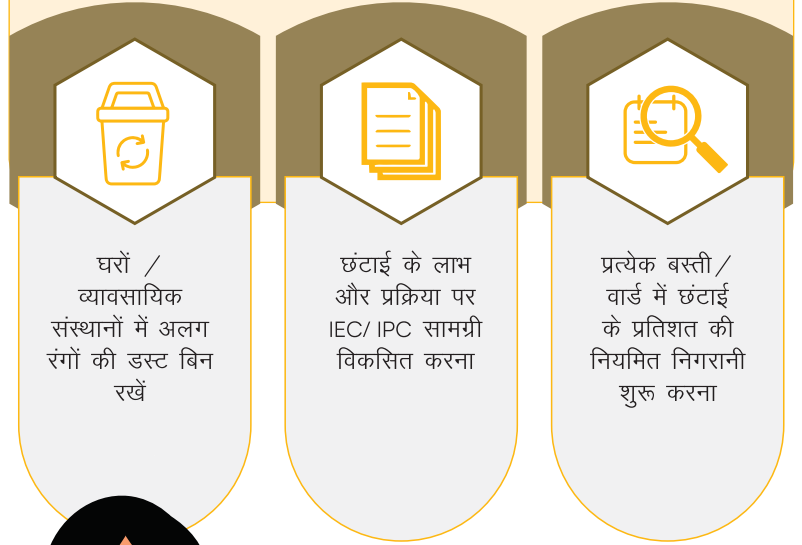 घरों /
व्यावसायिक
संस्थानों में अलग
रंगों की डस्ट बिन
रखें
छंटाई के लाभ
और प्रक्रिया पर
IEC/ IPC सामग्री
विकसित करना
प्रत्येक बस्ती/
वार्ड में छंटाई
के प्रतिशत की
नियमित निगरानी
शुरू करना